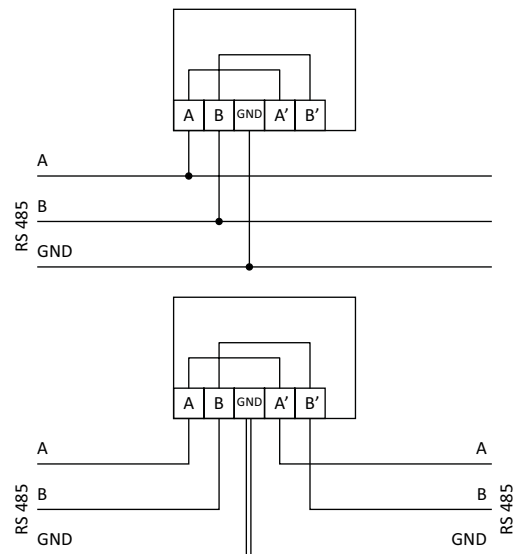 A B GND A’ B’
A
B
RS 485
GND
A B GND A’ B’
A A
B B
RS 485 RS 485
GND GND